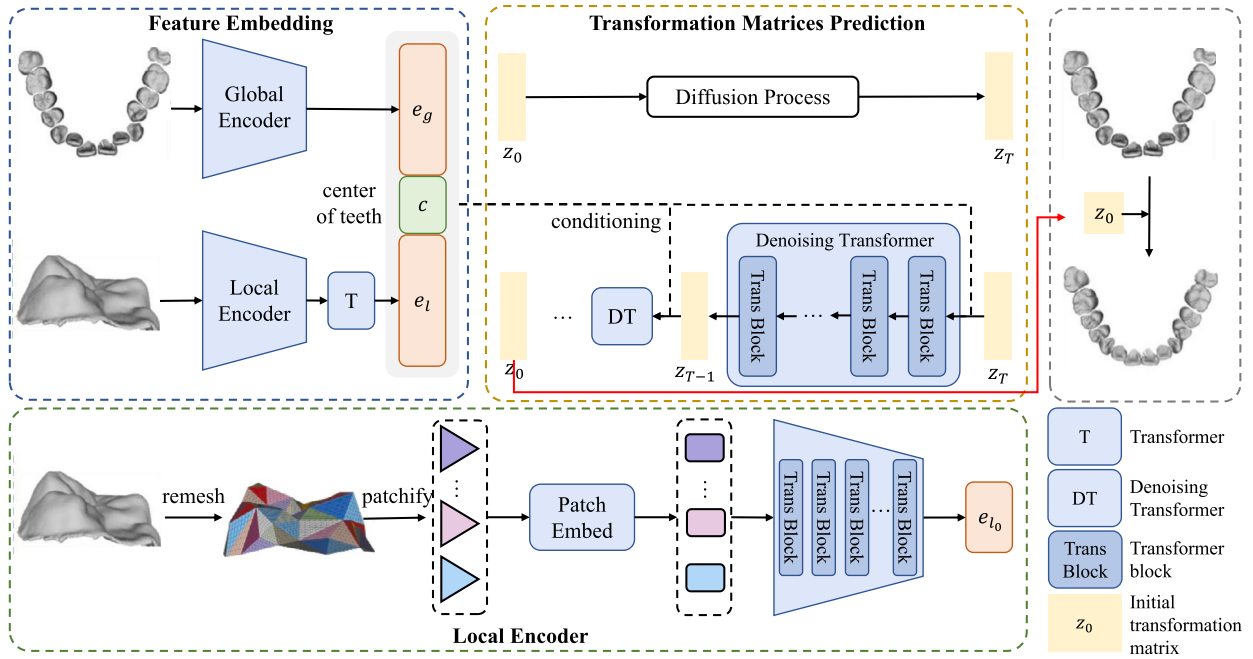 Feature Embedding
Global
Encoder
e_g
center
of teeth
c
Local
Encoder
T
e_l
Transformation Matrices Prediction
z_0
Diffusion Process
z_T
conditioning
Denoising Transformer
z_0
...
DT
z_{T-1}
Trans Block
...
Trans Block
Trans Block
z_T
z_0
remesh
patchify
...
Patch
Embed
...
Trans Block
Trans Block
Trans Block
...
Trans Block
e_{l_0}
Local Encoder
T
Transformer
DT
Denoising
Transformer
Trans
Block
Transformer
block
z_0
Initial
transformation
matrix